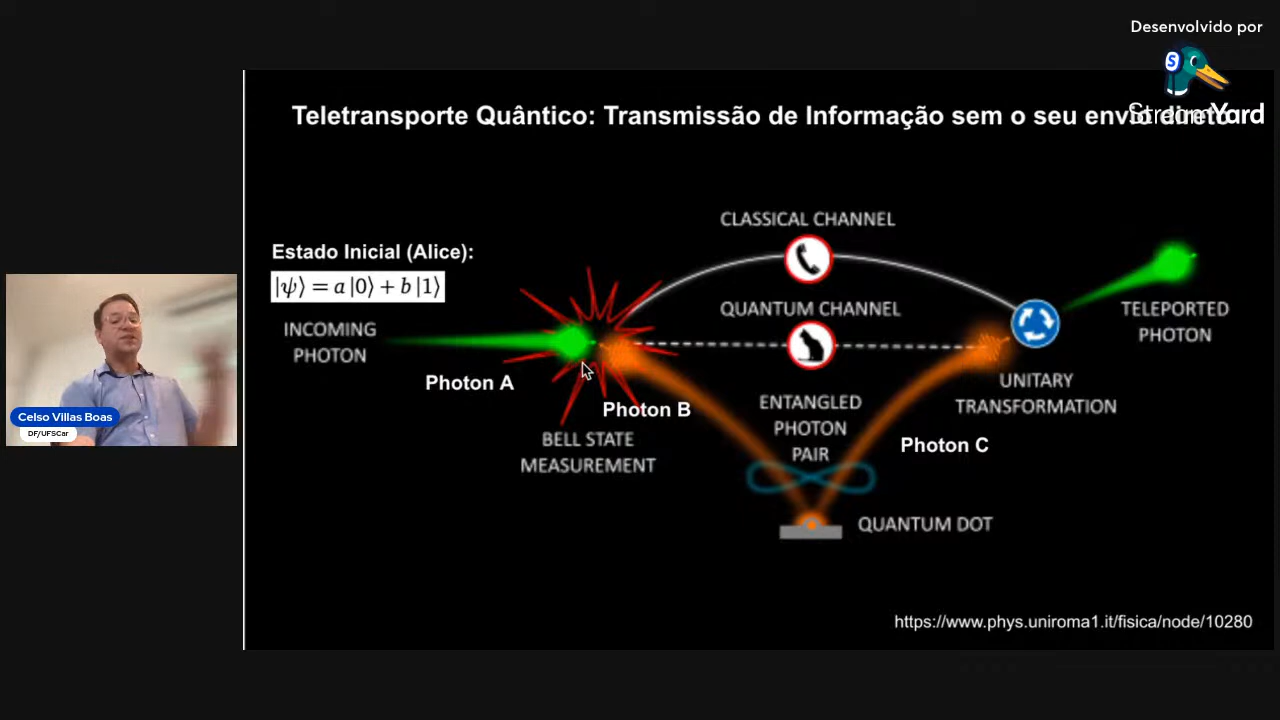 Desenvolvido por
StreamYard
Teletransporte Quântico: Transmissão de Informação sem o seu envio direto
CLASSICAL CHANNEL
Estado Inicial (Alice):
|ψ⟩ = a |0⟩ + b |1⟩
QUANTUM CHANNEL
INCOMING
PHOTON
TELEPORTED
PHOTON
Photon A
UNITARY
TRANSFORMATION
Photon B
ENTANGLED
PHOTON
PAIR
Photon C
BELL STATE
MEASUREMENT
QUANTUM DOT
Celso Villas Boas
DF/UFSCar
https://www.phys.uniroma1.it/fisica/node/10280